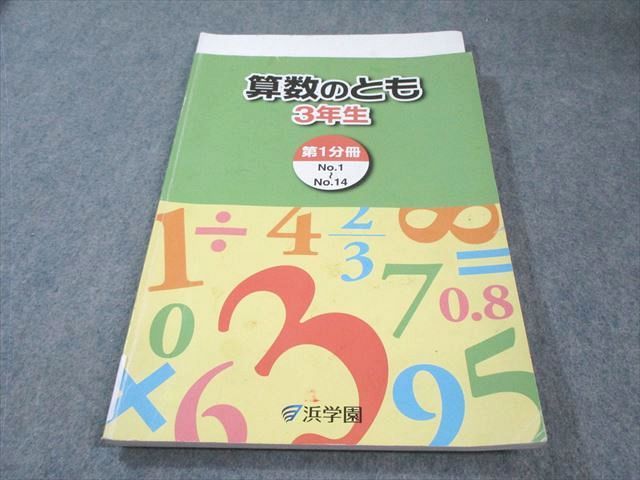 算数のとも
3年生
第1分冊
No.1
~
No.14
1 ÷ 4 2/3 8 =
0 3 7 0.8
× 6 9 5
浜学園